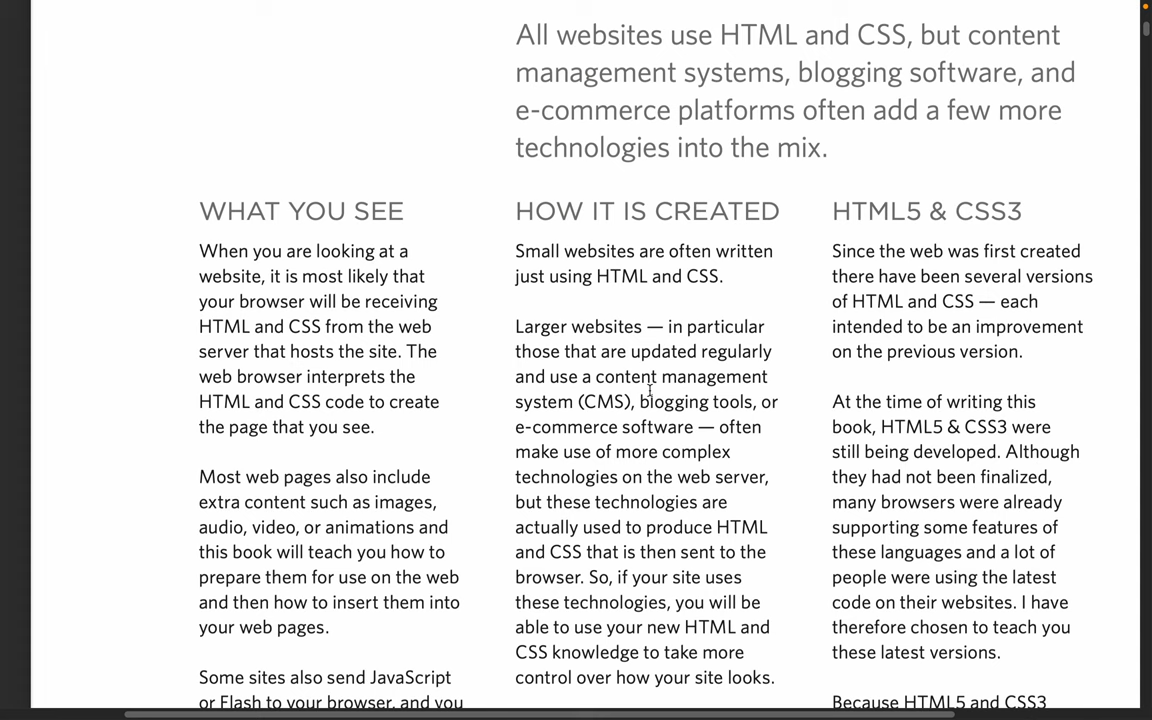 All websites use HTML and CSS, but content
management systems, blogging software, and
e-commerce platforms often add a few more
technologies into the mix.
WHAT YOU SEE
When you are looking at a
website, it is most likely that
your browser will be receiving
HTML and CSS from the web
server that hosts the site. The
web browser interprets the
HTML and CSS code to create
the page that you see.
Most web pages also include
extra content such as images,
audio, video, or animations and
this book will teach you how to
prepare them for use on the web
and then how to insert them into
your web pages.
Some sites also send JavaScript
or Flash to your browser, and you
HOW IT IS CREATED
Small websites are often written
just using HTML and CSS.
Larger websites — in particular
those that are updated regularly
and use a content management
system (CMS), blogging tools, or
e-commerce software — often
make use of more complex
technologies on the web server,
but these technologies are
actually used to produce HTML
and CSS that is then sent to the
browser. So, if your site uses
these technologies, you will be
able to use your new HTML and
CSS knowledge to take more
control over how your site looks.
HTML5 & CSS3
Since the web was first created
there have been several versions
of HTML and CSS — each
intended to be an improvement
on the previous version.
At the time of writing this
book, HTML5 & CSS3 were
still being developed. Although
they had not been finalized,
many browsers were already
supporting some features of
these languages and a lot of
people were using the latest
code on their websites. I have
therefore chosen to teach you
these latest versions.
Because HTML5 and CSS3